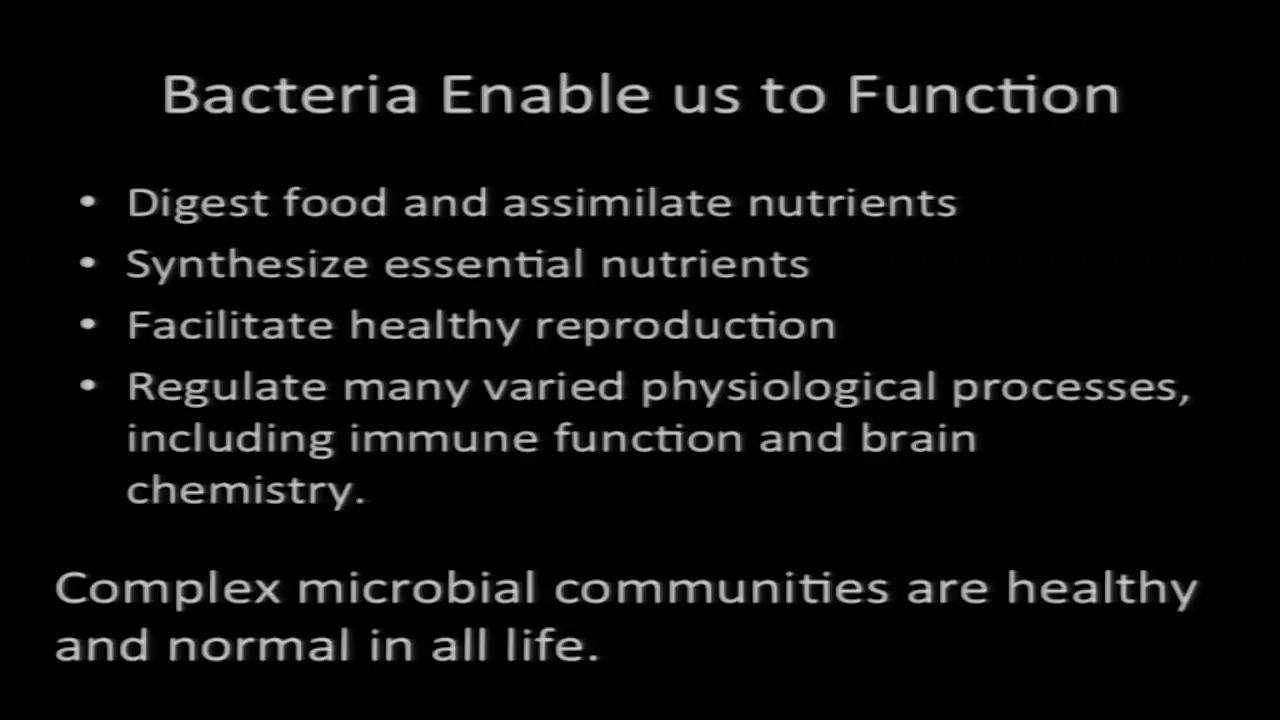 Bacteria Enable us to Function
• Digest food and assimilate nutrients
• Synthesize essential nutrients
• Facilitate healthy reproduction
• Regulate many varied physiological processes,
including immune function and brain
chemistry.
Complex microbial communities are healthy
and normal in all life.